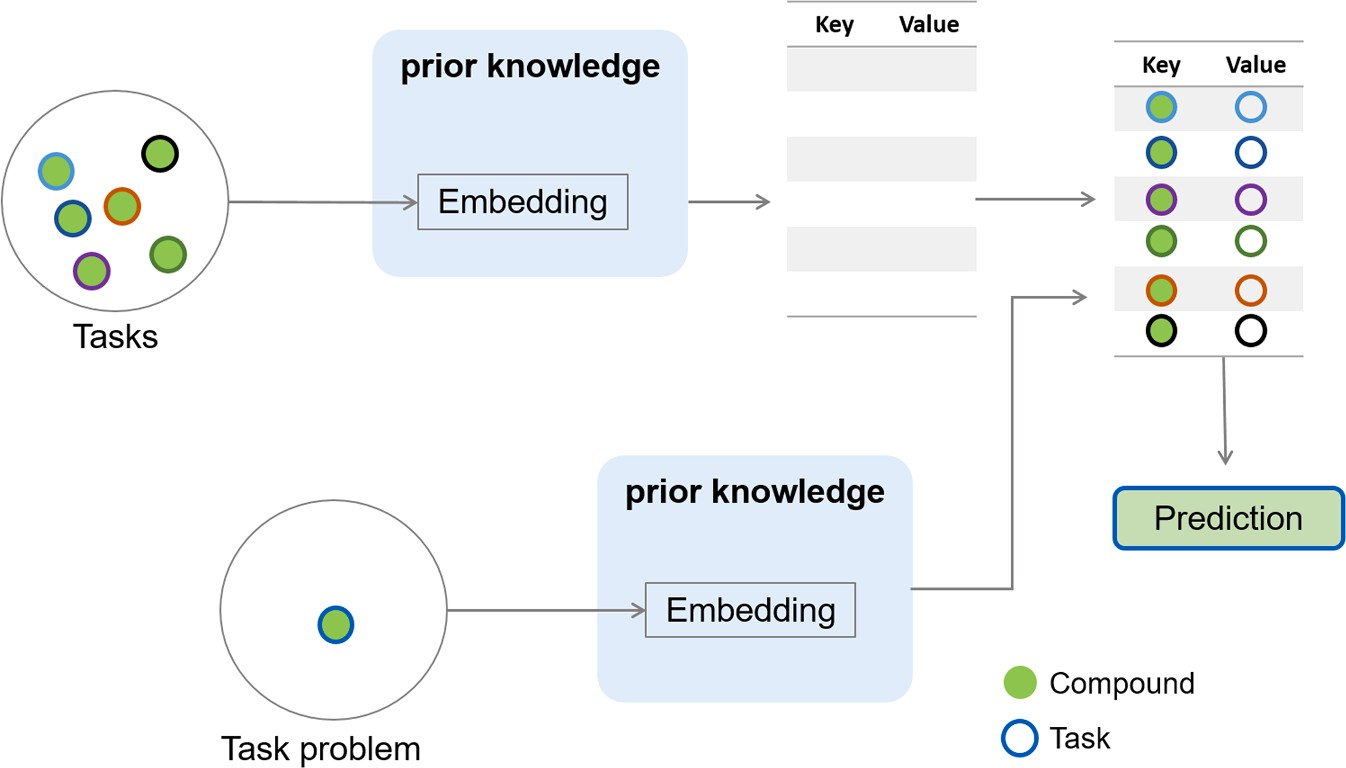 Key Value
prior knowledge
Key Value
Embedding
Tasks
prior knowledge
Prediction
Embedding
Compound
Task
Task problem